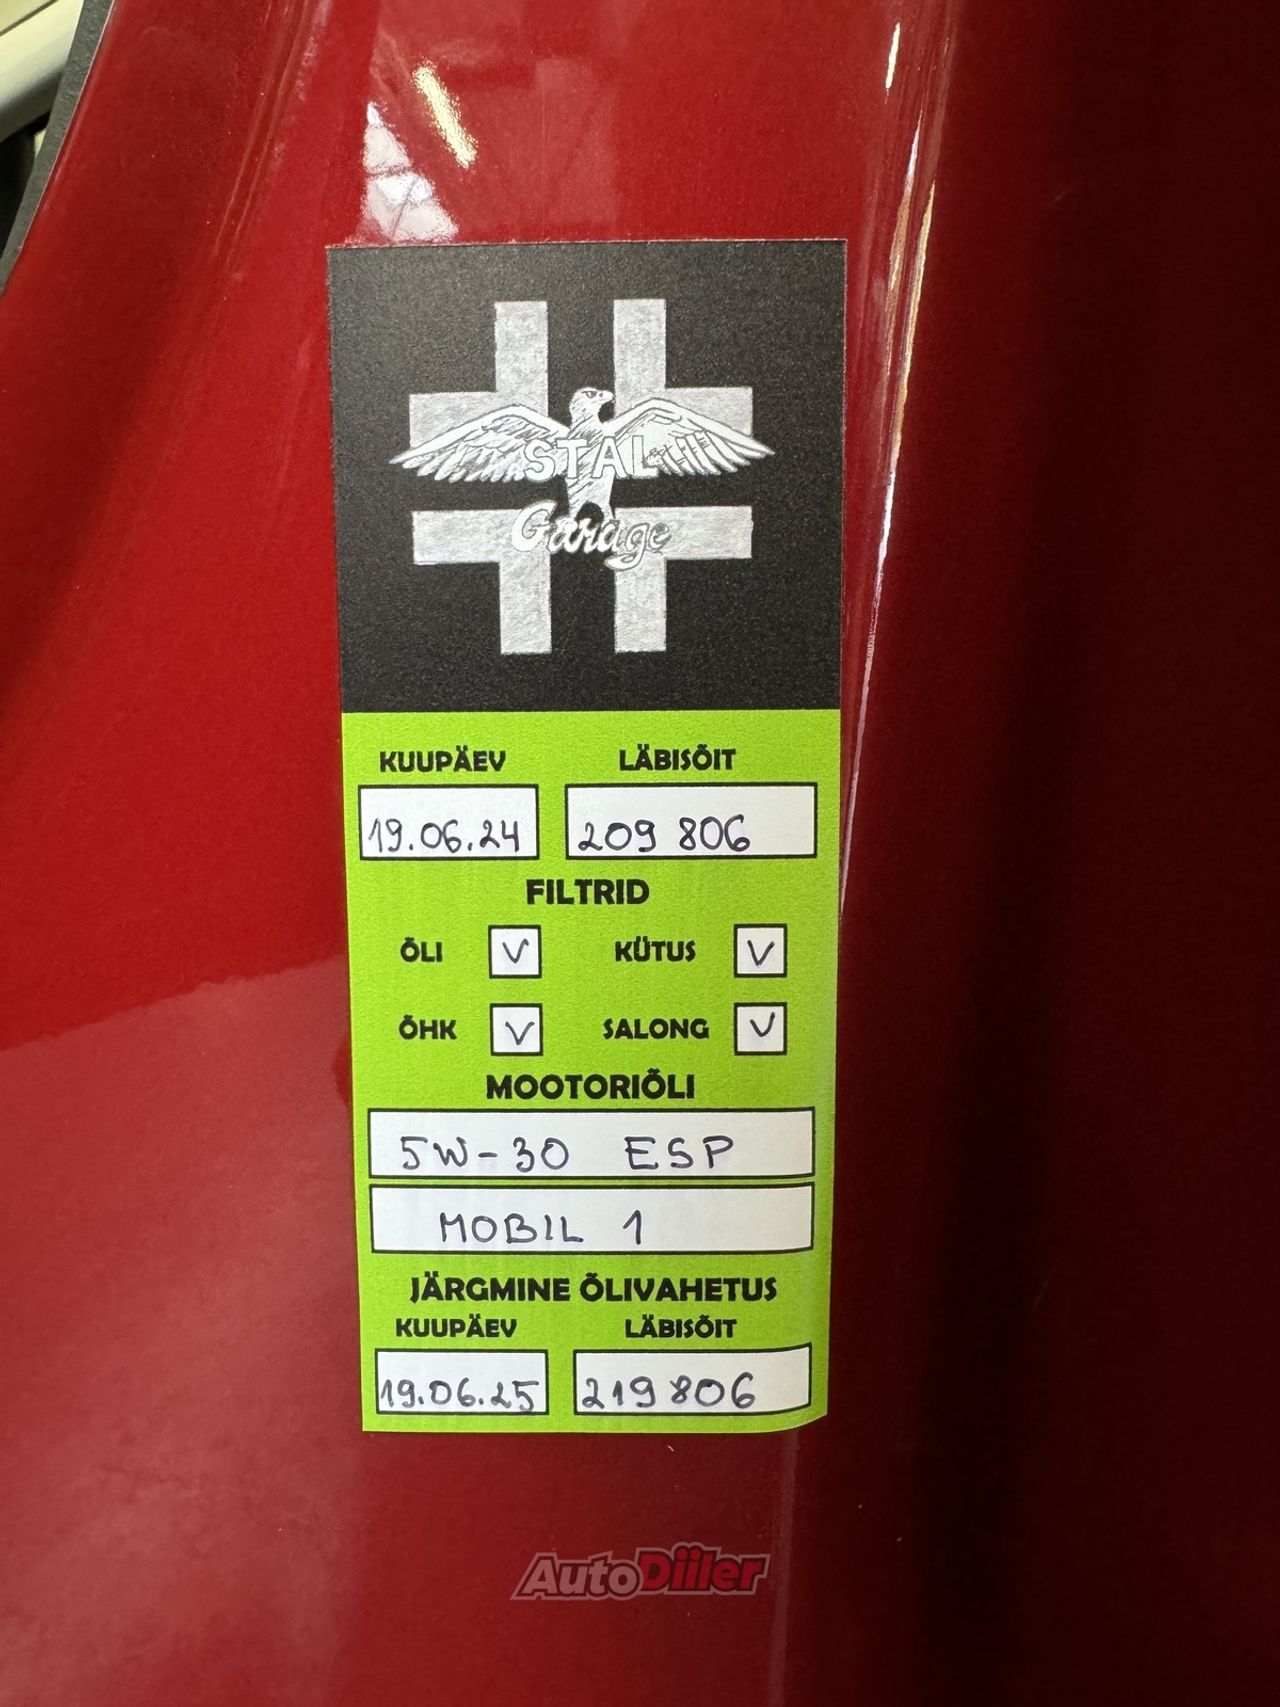 STAL
Garage
KUUPÄEV LÄBISÕIT
19.06.24 209 806
FILTRID
ÕLI V KÜTUS V
ÕHK V SALONG V
MOOTORIÕLI
5W-30 ESP
MOBIL 1
JÄRGMINE ÕLIVAHETUS
KUUPÄEV LÄBISÕIT
19.06.25 219 806
AutoDiiler